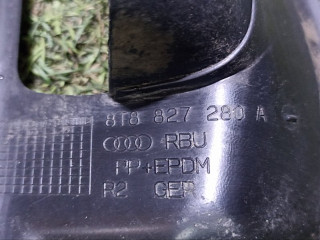 8T8 827 280 A
RBU
PP+EPDM
R2 GER